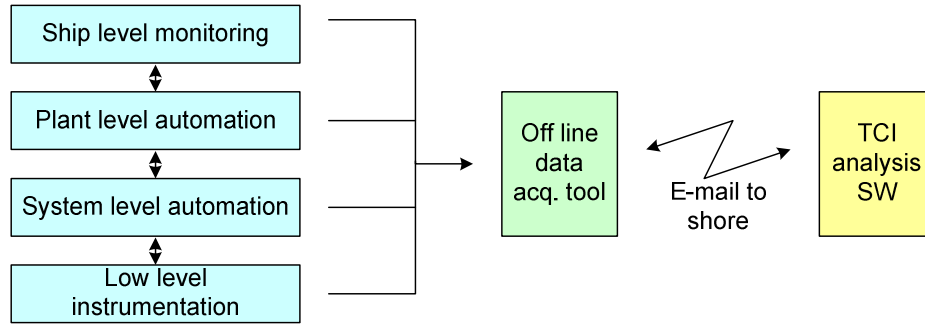 Ship level monitoring
Plant level automation
System level automation
Low level
instrumentation
Off line
data
acq. tool
E-mail to
shore
TCI
analysis
SW